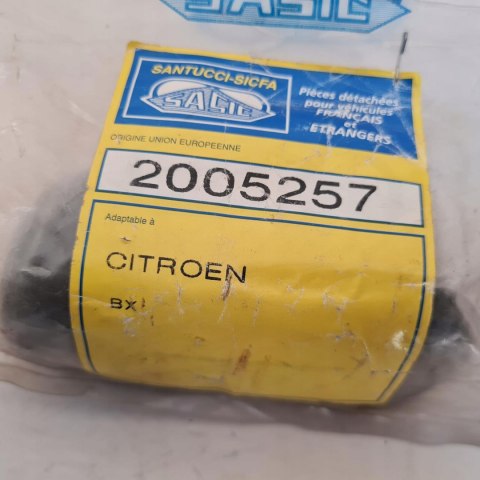 SASIC
SANTUCCI-SICFA
SASIC
Pièces détachées
pour véhicules
FRANÇAIS
et
ETRANGERS
ORIGINE UNION EUROPEENNE
2005257
Adaptable à
CITROEN
BX